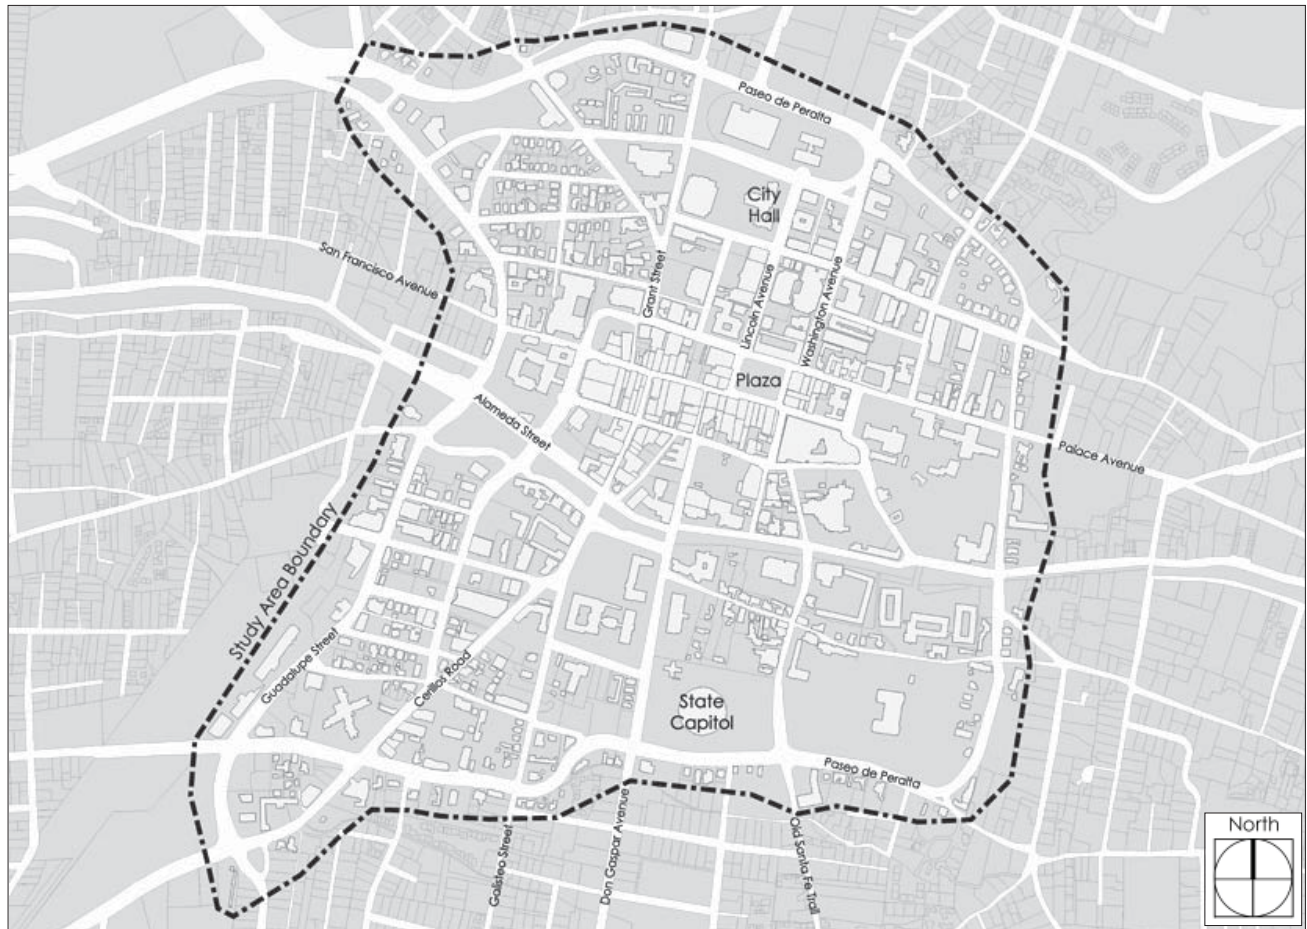 Paseo de Peralta
City
Hall
San Francisco Avenue
Grant Street
Lincoln Avenue
Washington Avenue
Plaza
Alameda Street
Palace Avenue
Study Area Boundary
Guadalupe Street
Cerillos Road
State
Capitol
Paseo de Peralta
Galisteo Street
Don Gaspar Avenue
Old Santa Fe Trail
North